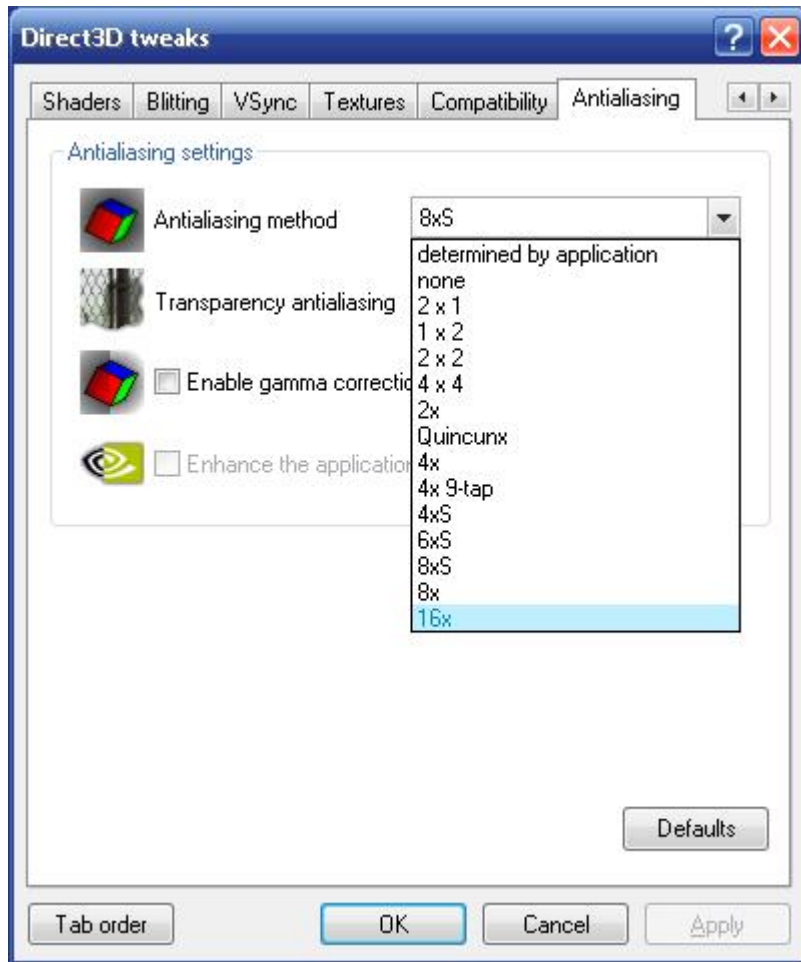 Direct3D tweaks
Shaders Blitting VSync Textures Compatibility Antialiasing
Antialiasing settings
Antialiasing method 8xS
determined by application
none
Transparency antialiasing
2 x 1
1 x 2
2 x 2
Enable gamma correctio
4 x 4
2x
Quincunx
Enhance the application
4x
4x 9-tap
4xS
6xS
8xS
8x
16x
Defaults
Tab order OK Cancel Apply